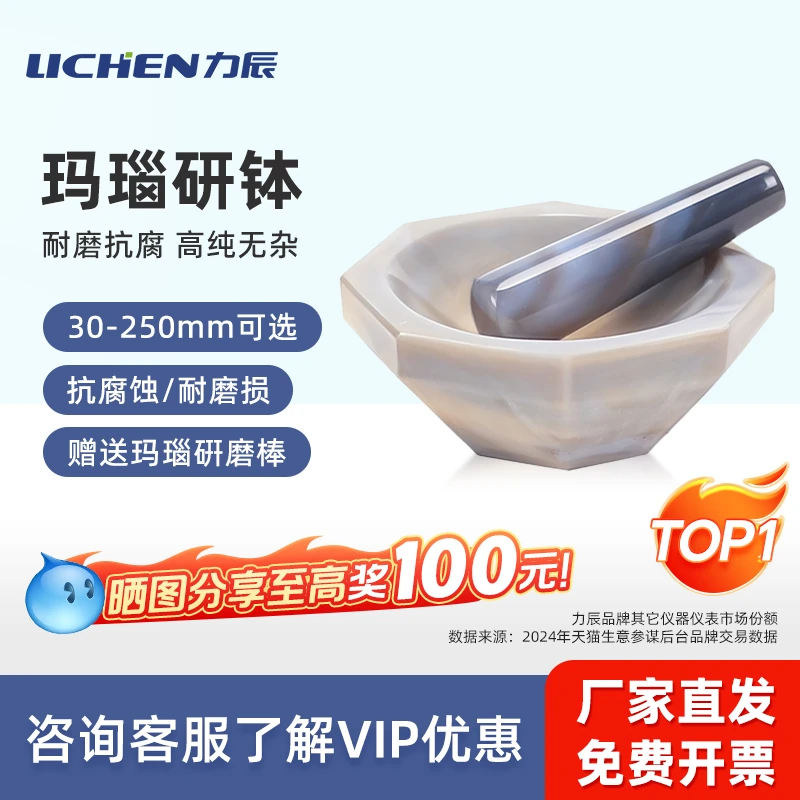 LICHEN力辰
玛瑙研钵
耐磨抗腐 高纯无杂
30-250mm可选
抗腐蚀/耐磨损
赠送玛瑙研磨棒
TOP1
晒图分享至高奖100元!
力辰品牌其它仪器仪表市场份额
数据来源：2024年天猫生意参谋后台品牌交易数据
咨询客服了解VIP优惠
厂家直发
免费开票